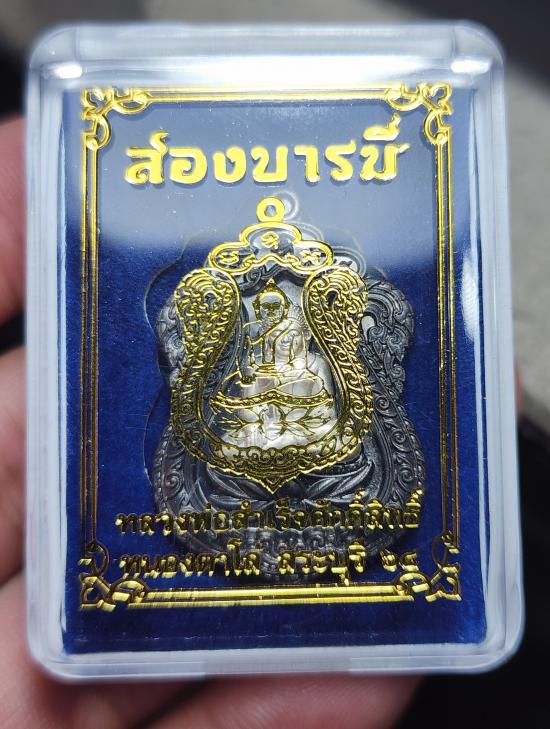 สองบารมี
หลวงพ่อสำเร็จศักดิ์สิทธิ์
หนองตาโล่ สระบุรี ๖๔